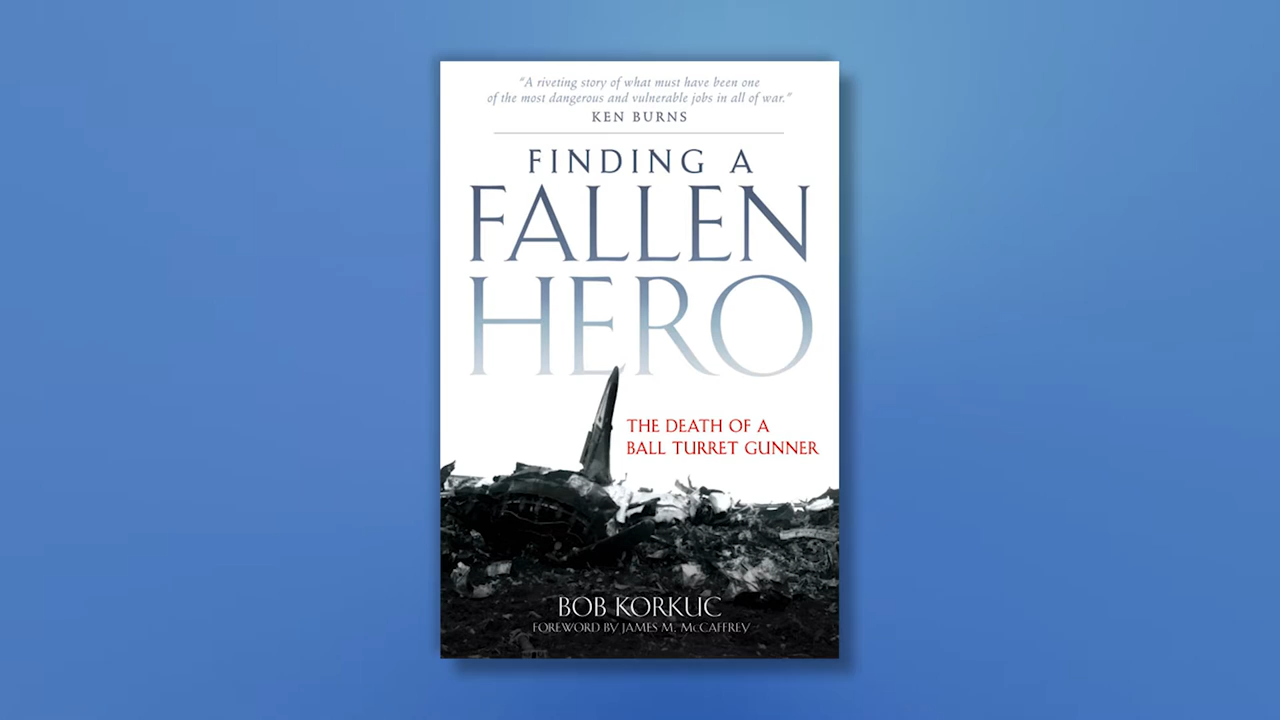 “A riveting story of what must have been one
of the most dangerous and vulnerable jobs in all of war.”
KEN BURNS
FINDING A
FALLEN
HERO
THE DEATH OF A
BALL TURRET GUNNER
BOB KORKUC
FOREWORD BY JAMES M. McCAFFREY